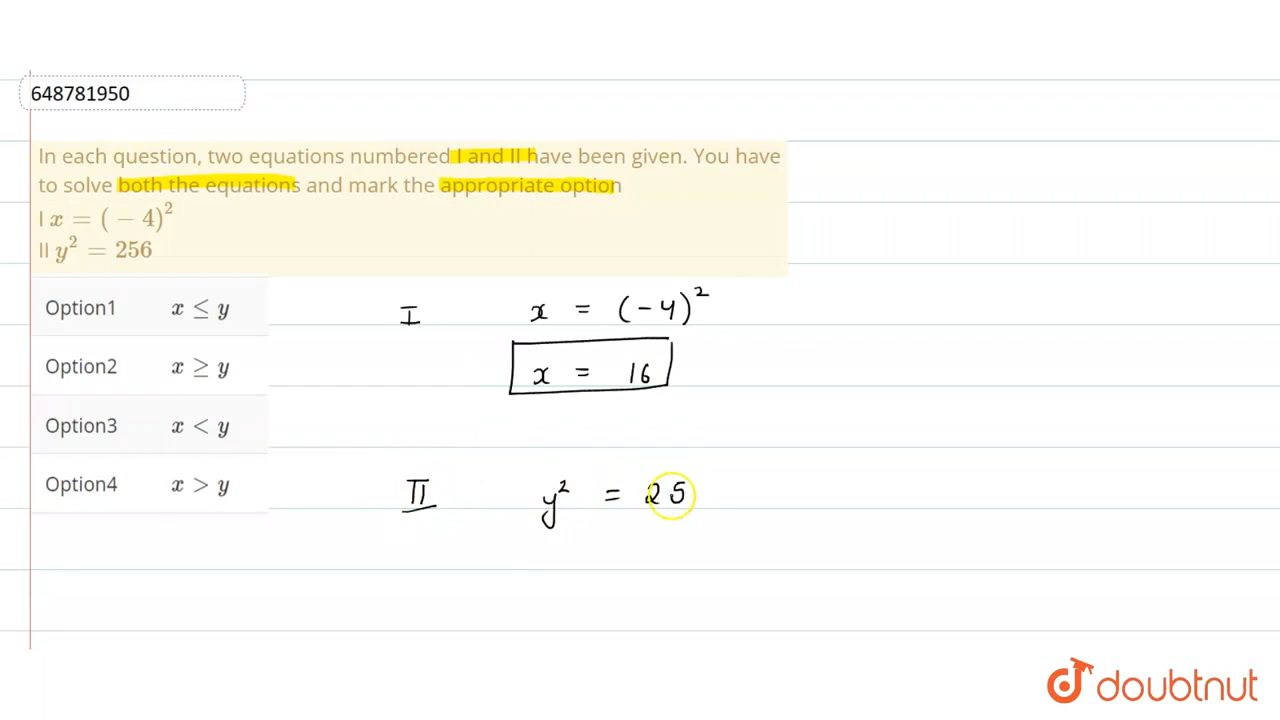 648781950
In each question, two equations numbered I and II have been given. You have
to solve both the equations and mark the appropriate option
I x = (-4)²
II y² = 256
Option1 x ≤ y
Option2 x ≥ y
Option3 x < y
Option4 x > y
I x = (-4)²
x = 16
II y² = 25
doubtnut